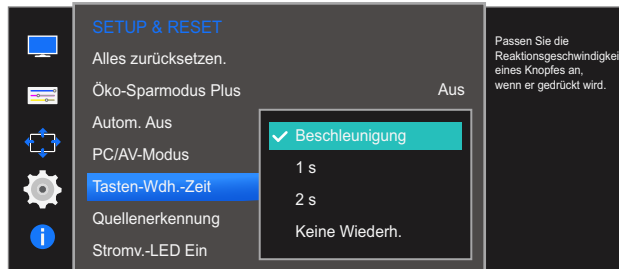 SETUP & RESET
Alles zurücksetzen.
Öko-Sparmodus Plus Aus
Autom. Aus
PC/AV-Modus
Tasten-Wdh.-Zeit
Quellenerkennung
Stromv.-LED Ein
Beschleunigung
1 s
2 s
Keine Wiederh.
Passen Sie die
Reaktionsgeschwindigkei
eines Knopfes an,
wenn er gedrückt wird.